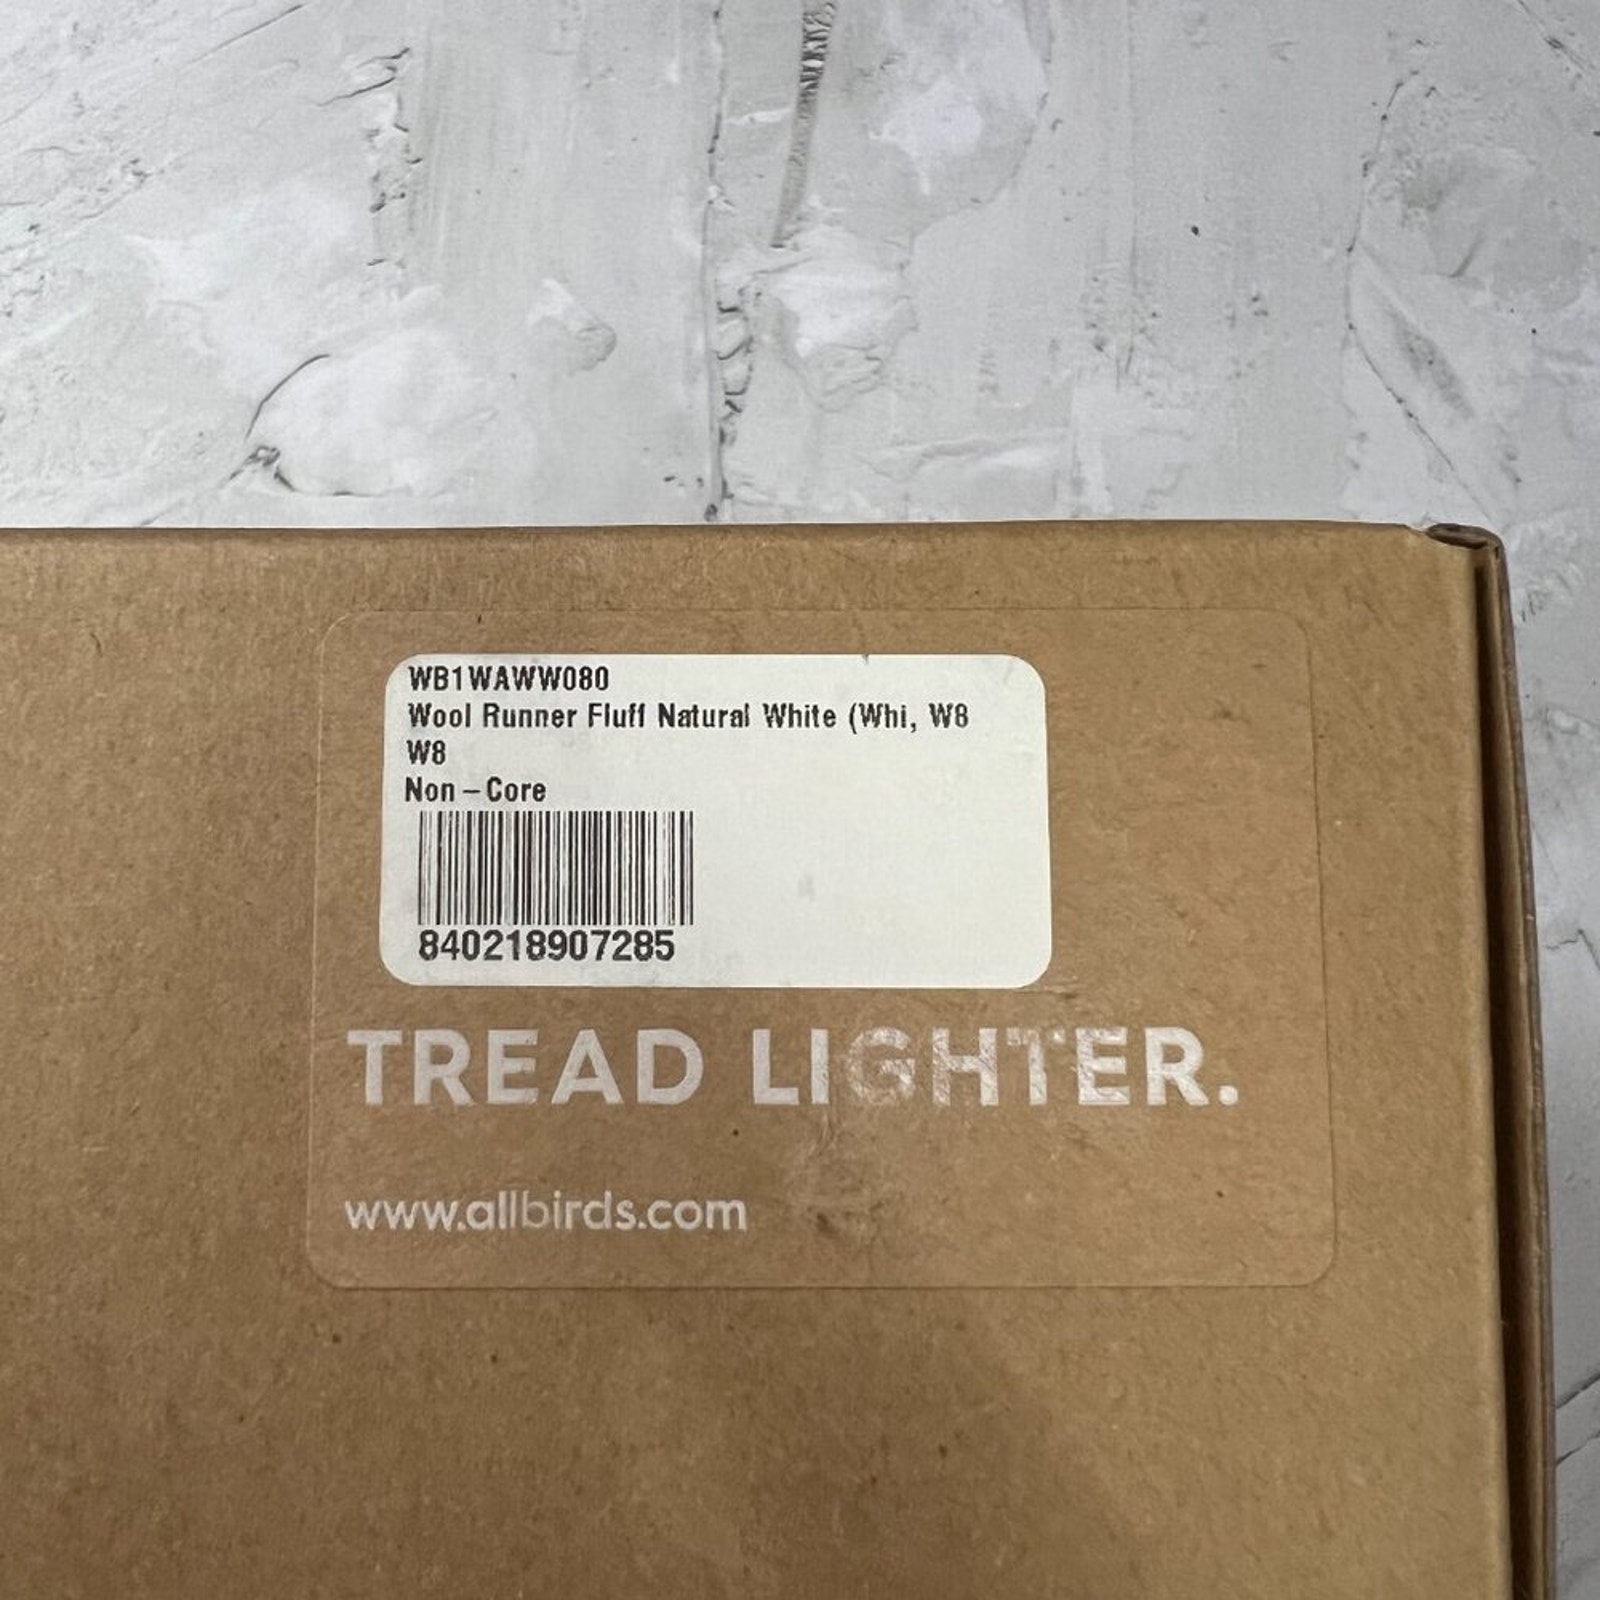 WB1WAWW080
Wool Runner Fluff Natural White (Whi, W8
W8
Non-Core
840218907285
TREAD LIGHTER.
www.allbirds.com